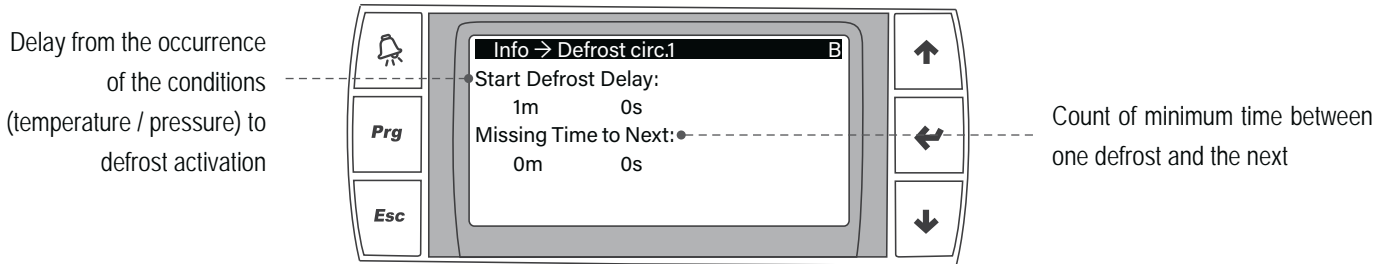 Delay from the occurrence
of the conditions
(temperature / pressure) to
defrost activation
Prg
Esc
Info → Defrost circ.1 B
Start Defrost Delay:
1m 0s
Missing Time to Next:
0m 0s
Count of minimum time between
one defrost and the next